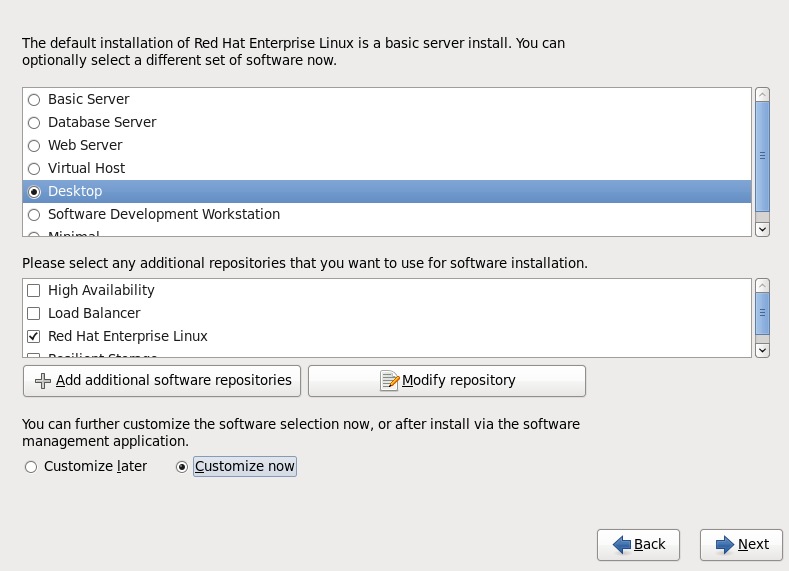 The default installation of Red Hat Enterprise Linux is a basic server install. You can
optionally select a different set of software now.
Basic Server
Database Server
Web Server
Virtual Host
Desktop
Software Development Workstation
Minimal
Please select any additional repositories that you want to use for software installation.
High Availability
Load Balancer
Red Hat Enterprise Linux
Resilient Storage
Add additional software repositories
Modify repository
You can further customize the software selection now, or after install via the software
management application.
Customize later
Customize now
Back
Next